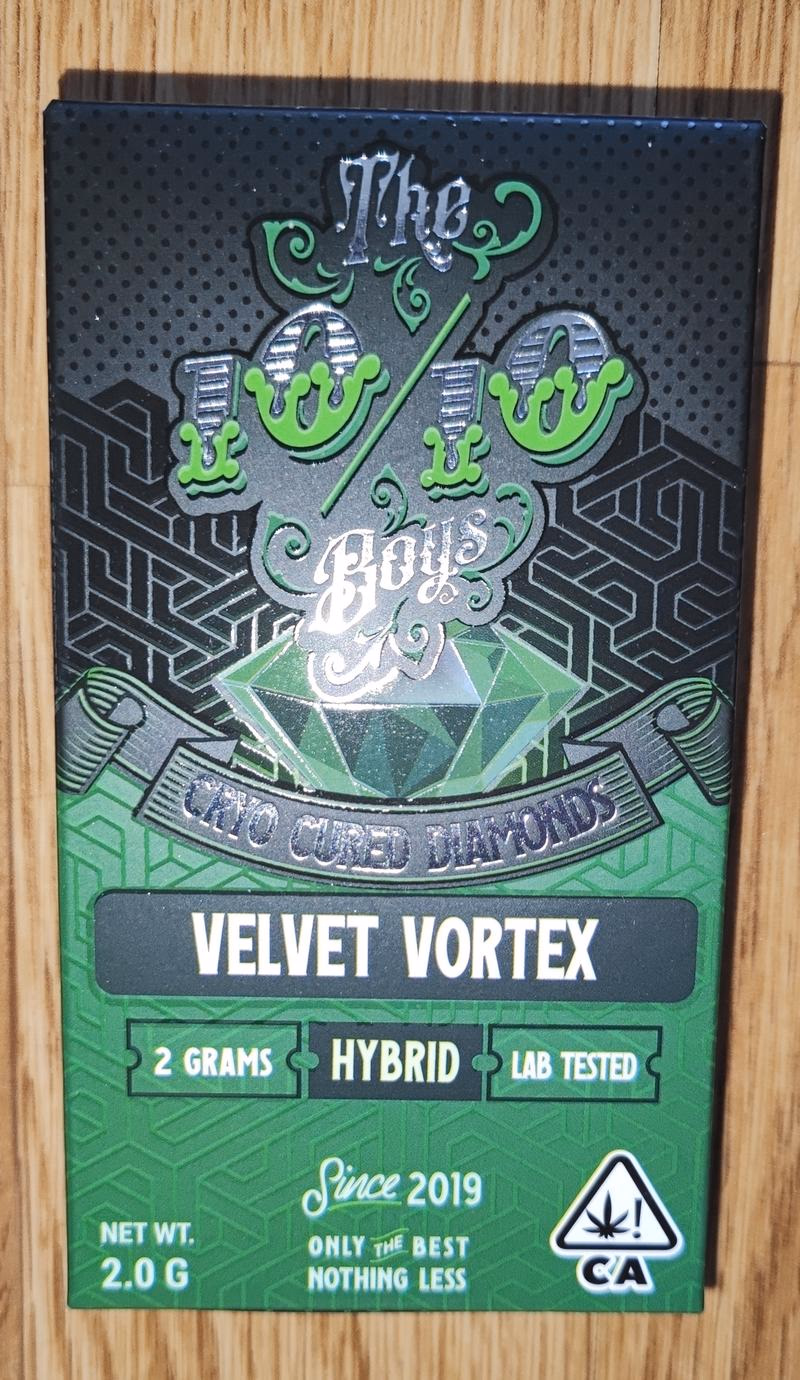 The
10/10
Boys
CRYO CURED DIAMONDS
VELVET VORTEX
2 GRAMS
HYBRID
LAB TESTED
Since 2019
ONLY THE BEST
NOTHING LESS
NET WT.
2.0 G
!
CA